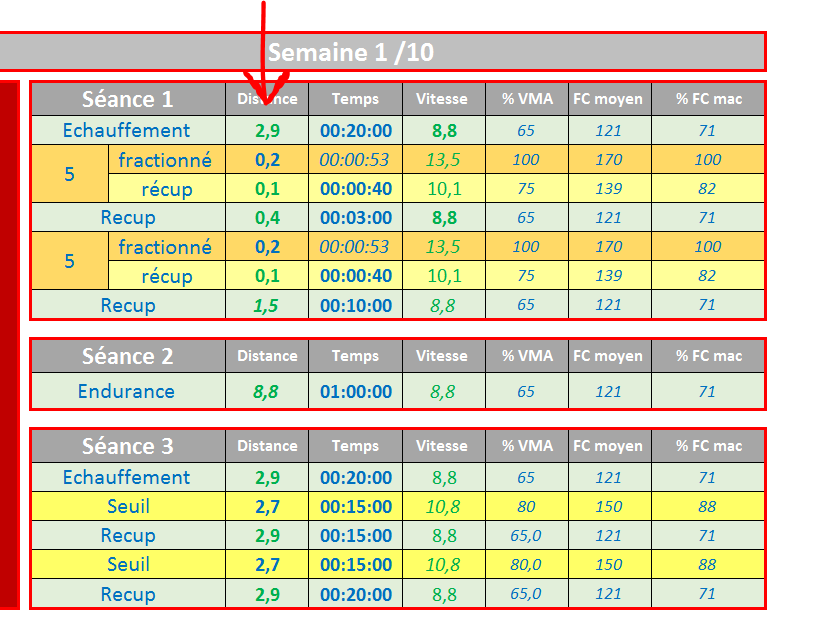 Semaine 1 /10
Séance 1 Distance Temps Vitesse % VMA FC moyen % FC mac
Echauffement 2,9 00:20:00 8,8 65 121 71
5 fractionné 0,2 00:00:53 13,5 100 170 100
récup 0,1 00:00:40 10,1 75 139 82
Recup 0,4 00:03:00 8,8 65 121 71
5 fractionné 0,2 00:00:53 13,5 100 170 100
récup 0,1 00:00:40 10,1 75 139 82
Recup 1,5 00:10:00 8,8 65 121 71
Séance 2 Distance Temps Vitesse % VMA FC moyen % FC mac
Endurance 8,8 01:00:00 8,8 65 121 71
Séance 3 Distance Temps Vitesse % VMA FC moyen % FC mac
Echauffement 2,9 00:20:00 8,8 65 121 71
Seuil 2,7 00:15:00 10,8 80 150 88
Recup 2,9 00:15:00 8,8 65,0 121 71
Seuil 2,7 00:15:00 10,8 80,0 150 88
Recup 2,9 00:20:00 8,8 65,0 121 71